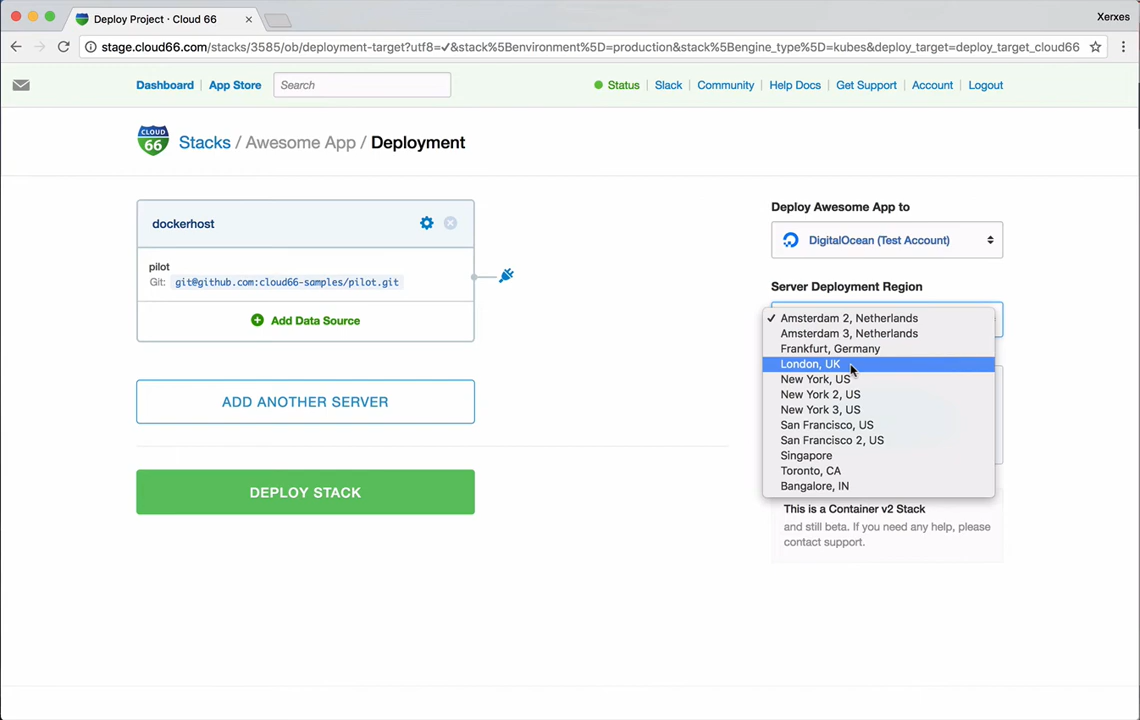 Deploy Project · Cloud 66
Xerxes
stage.cloud66.com/stacks/3585/ob/deployment-target?utf8=✓&stack%5Benvironment%5D=production&stack%5Bengine_type%5D=kubes&deploy_target=deploy_target_cloud66
Dashboard
App Store
Search
Status
Slack
Community
Help Docs
Get Support
Account
Logout
CLOUD
66
Stacks / Awesome App / Deployment
dockerhost
pilot
Git: git@github.com:cloud66-samples/pilot.git
Add Data Source
ADD ANOTHER SERVER
DEPLOY STACK
Deploy Awesome App to
DigitalOcean (Test Account)
Server Deployment Region
✓ Amsterdam 2, Netherlands
Amsterdam 3, Netherlands
Frankfurt, Germany
London, UK
New York, US
New York 2, US
New York 3, US
San Francisco, US
San Francisco 2, US
Singapore
Toronto, CA
Bangalore, IN
This is a Container v2 Stack
and still beta. If you need any help, please
contact support.